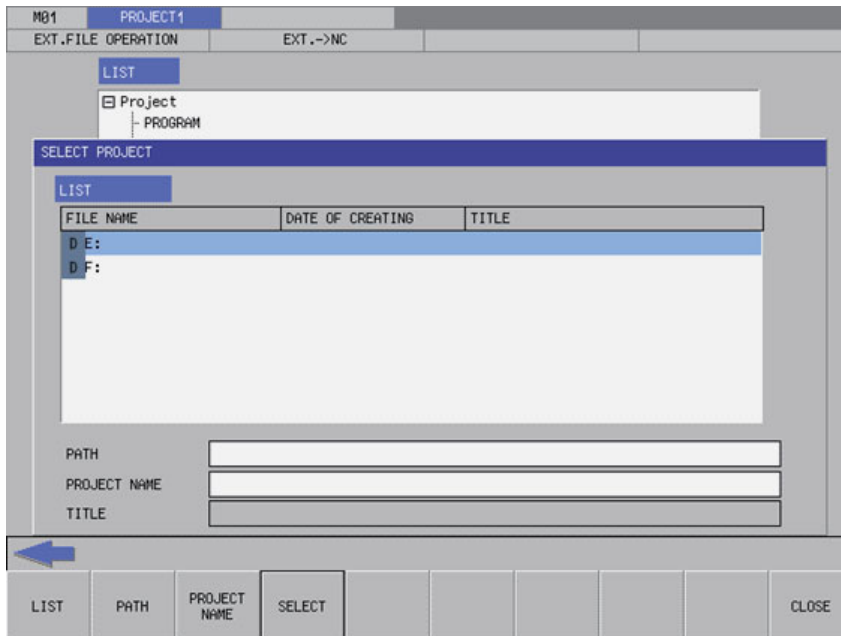 M01 PROJECT1
EXT.FILE OPERATION EXT.->NC
LIST
Project
PROGRAM
SELECT PROJECT
LIST
FILE NAME DATE OF CREATING TITLE
D E:
D F:
PATH
PROJECT NAME
TITLE
LIST PATH PROJECT NAME SELECT CLOSE